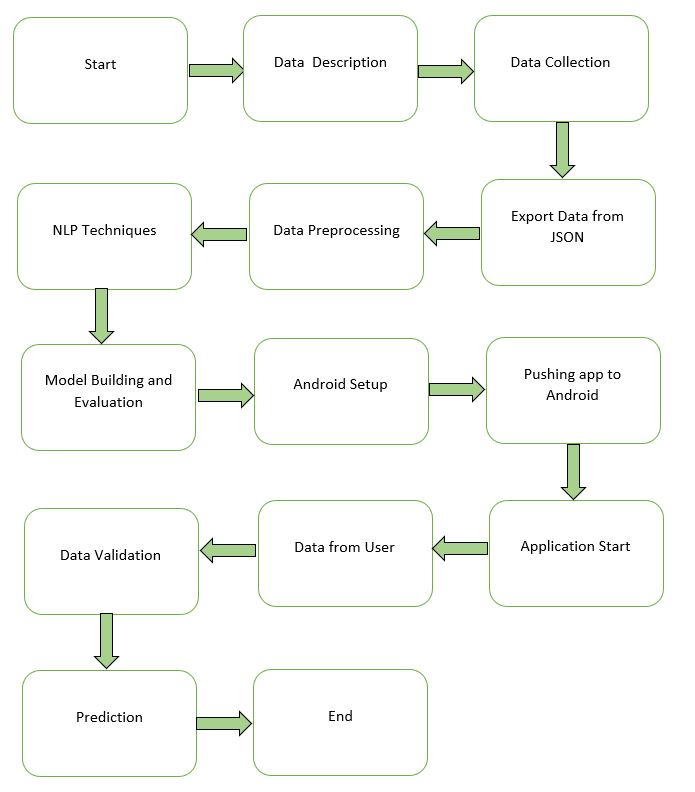 Start
Data  Description
Data Collection
Export Data from
JSON
Data Preprocessing
NLP Techniques
Model Building and
Evaluation
Android Setup
Pushing app to
Android
Application Start
Data from User
Data Validation
Prediction
End